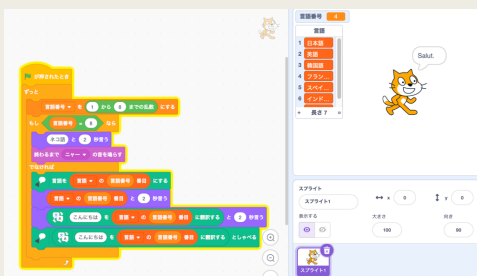 が押されたとき
ずっと
言語番号 を 1 から 8 までの乱数 にする
もし 言語番号 = 8 なら
ネコ語 と 2 秒言う
終わるまで ニャー の音を鳴らす
でなければ
言語を 言語 の 言語番号 番目 にする
言語 の 言語番号 番目 と 2 秒言う
こんにちは を 言語 の 言語番号 番目 に翻訳する と 2 秒言う
こんにちは を 言語 の 言語番号 番目 に翻訳する としゃべる
言語番号 4
言語
1 日本語
2 英語
3 韓国語
4 フラン...
5 スペイ...
6 インド...
+ 長さ 7 =
Salut.
スプライト
スプライト1
x 0
y 0
表示する
大きさ
向き
100
90
スプライト1